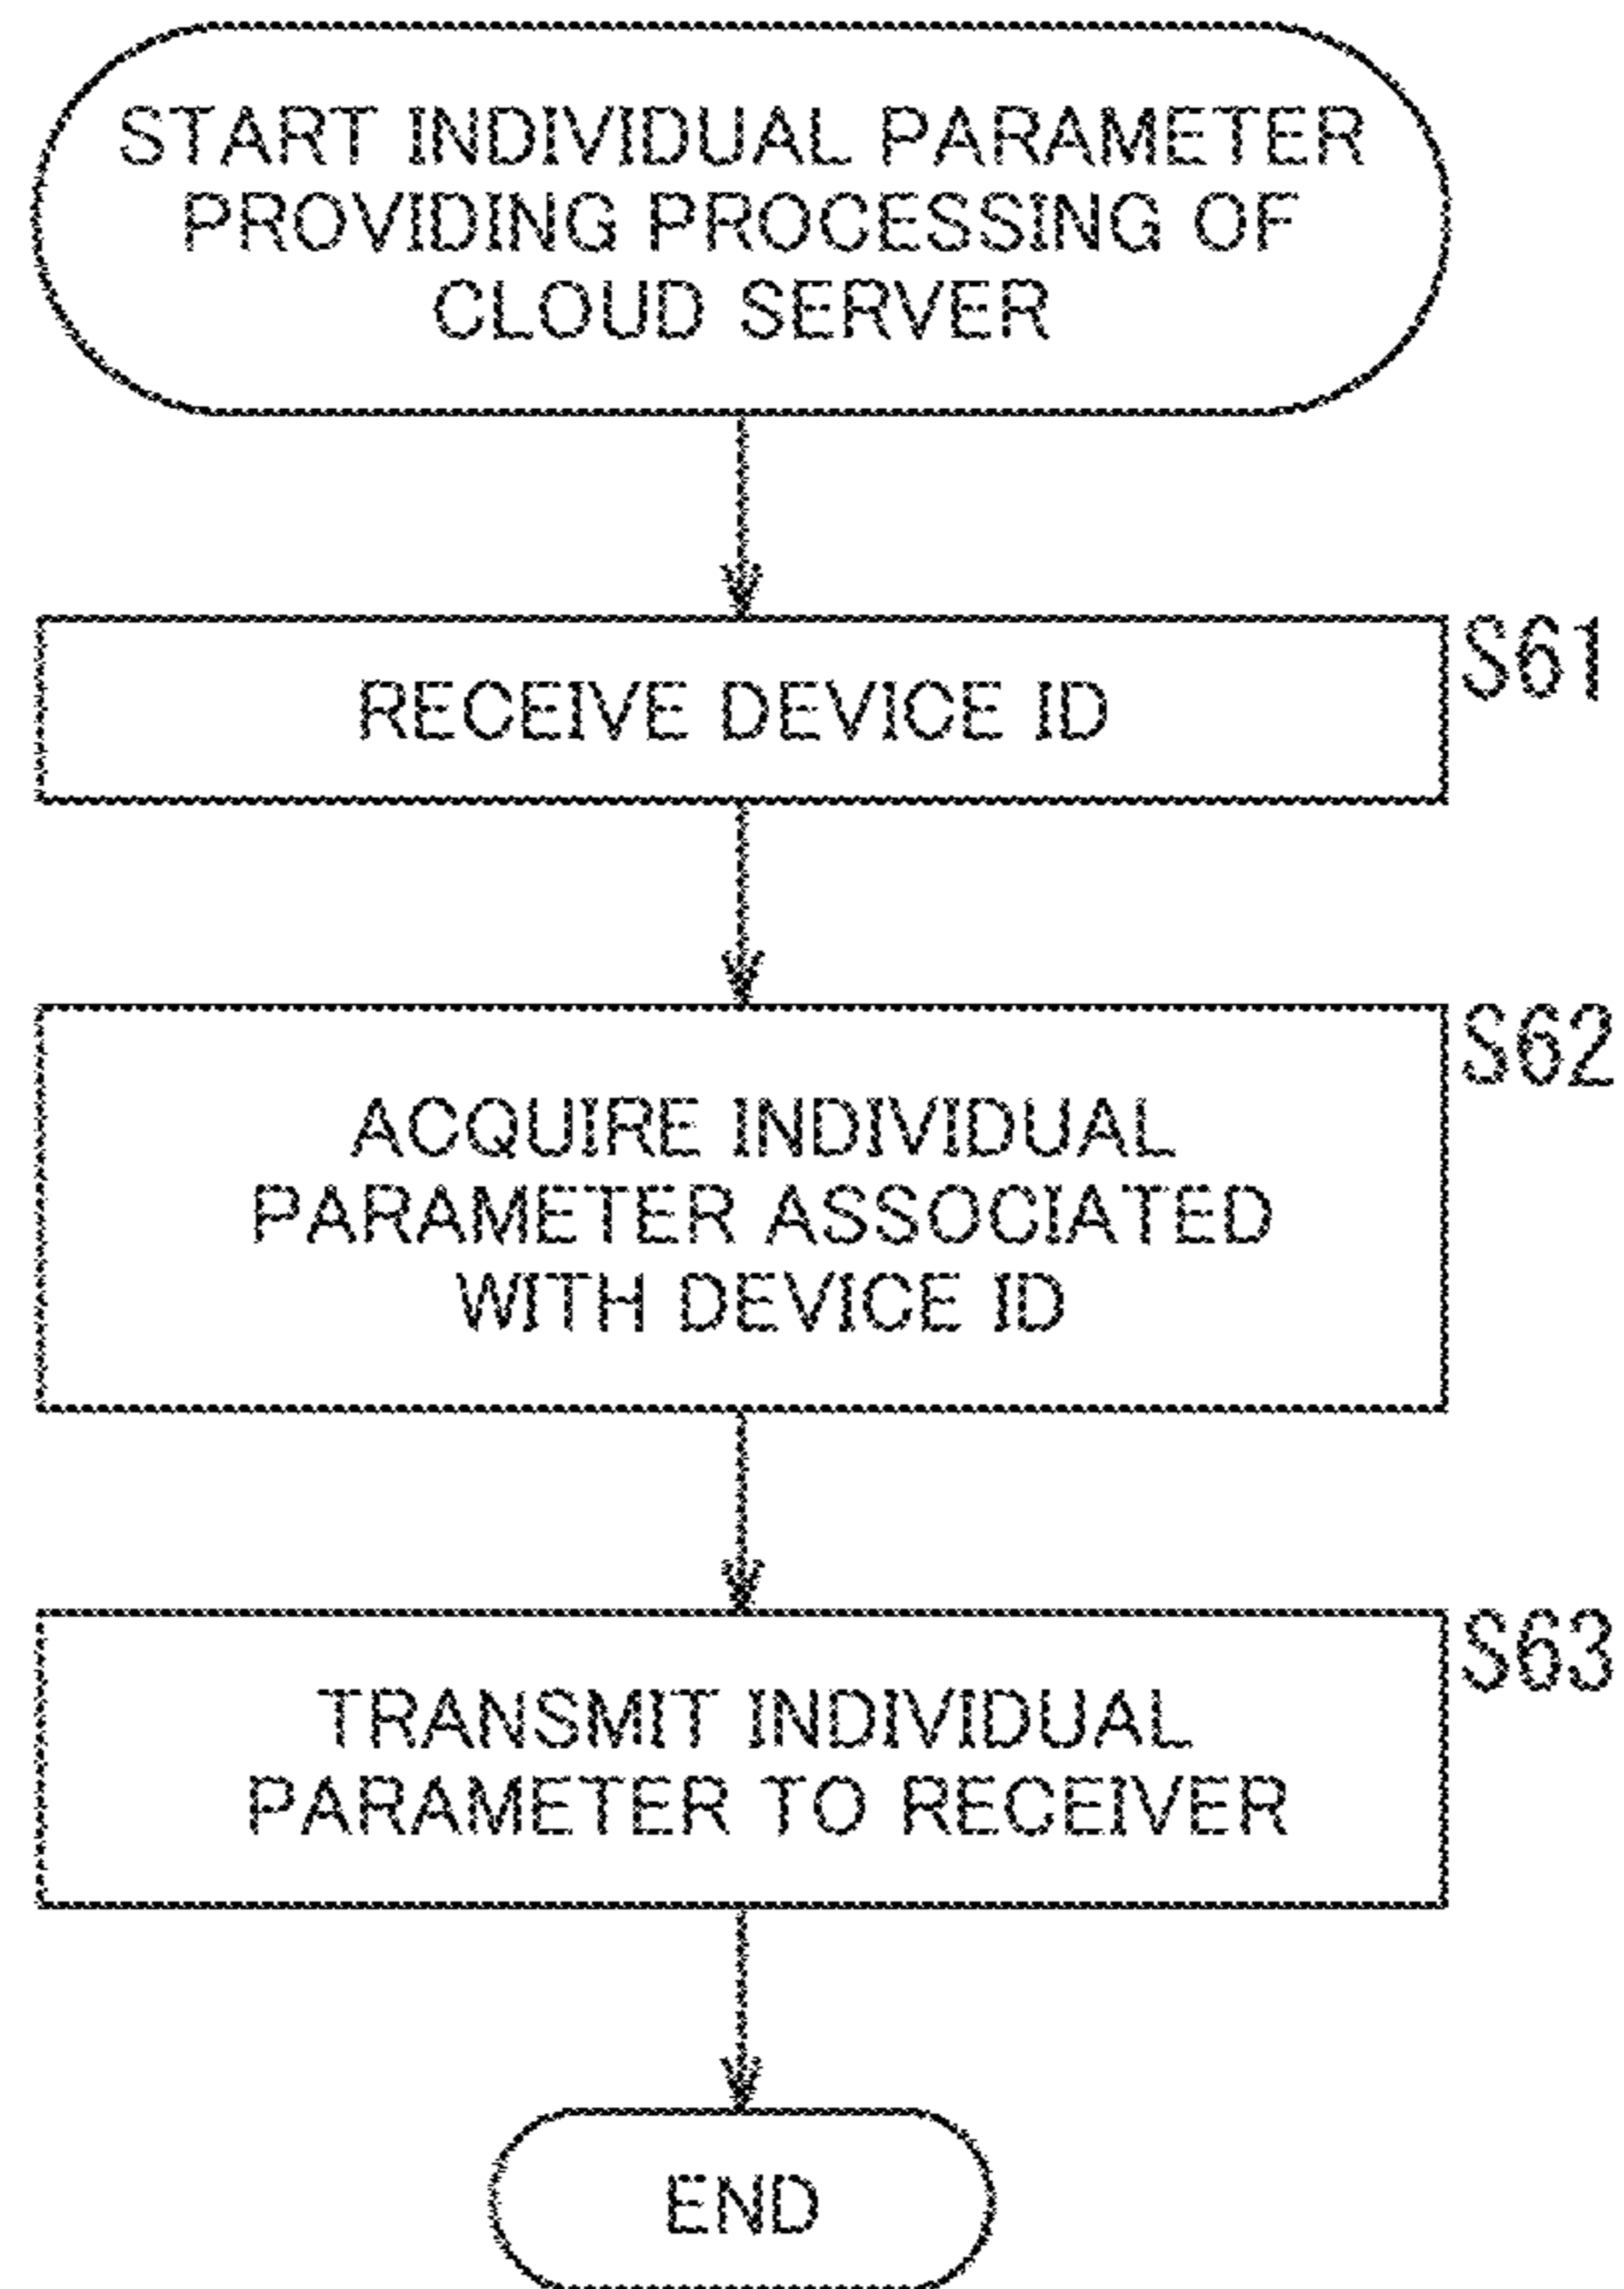 START INDIVIDUAL PARAMETER
PROVIDING PROCESSING OF
CLOUD SERVER
S61
RECEIVE DEVICE ID
S62
ACQUIRE INDIVIDUAL
PARAMETER ASSOCIATED
WITH DEVICE ID
S63
TRANSMIT INDIVIDUAL
PARAMETER TO RECEIVER
END